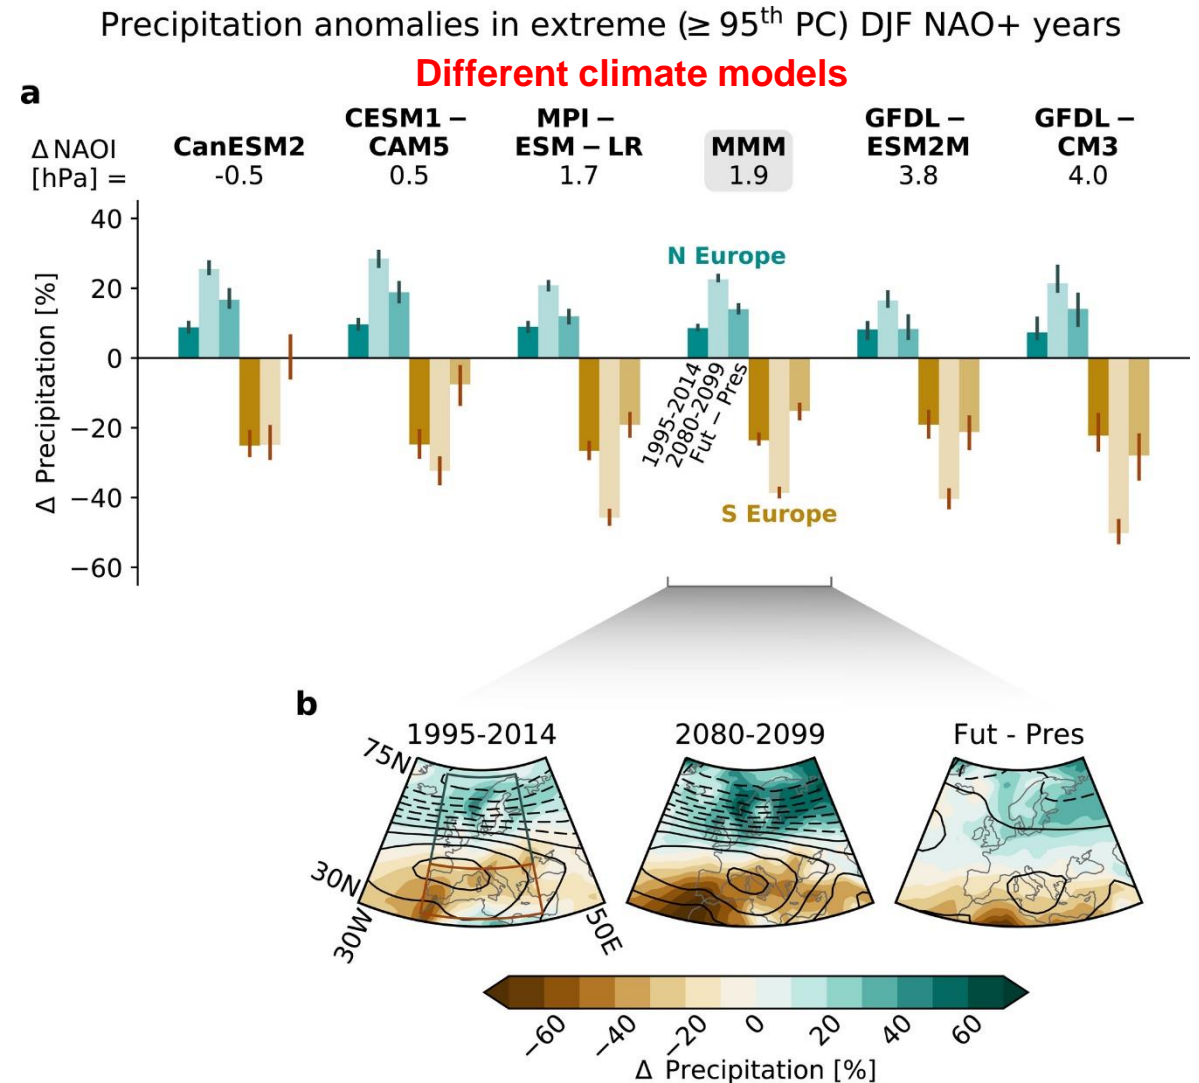 Precipitation anomalies in extreme (≥ 95th PC) DJF NAO+ years
Different climate models
a
Δ NAOI
[hPa] =
CanESM2
-0.5
CESM1 –
CAM5
0.5
MPI –
ESM – LR
1.7
MMM
1.9
GFDL –
ESM2M
3.8
GFDL –
CM3
4.0
Δ Precipitation [%]
40
20
0
−20
−40
−60
N Europe
1995-2014
2080-2099
Fut − Pres
S Europe
b
1995-2014
2080-2099
Fut - Pres
75N
30N
30W
50E
−60
−40
−20
0
20
40
60
Δ Precipitation [%]